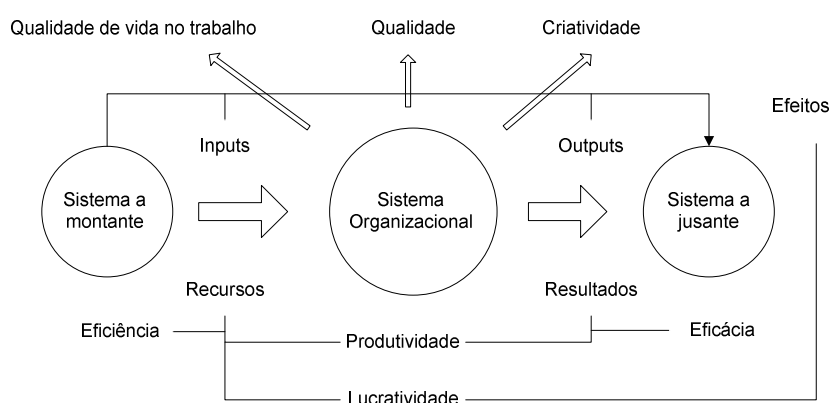 Qualidade de vida no trabalho
Qualidade
Criatividade
Efeitos
Inputs
Outputs
Sistema a
montante
Sistema
Organizacional
Sistema a
jusante
Recursos
Resultados
Eficiência
Produtividade
Eficácia
Lucratividade